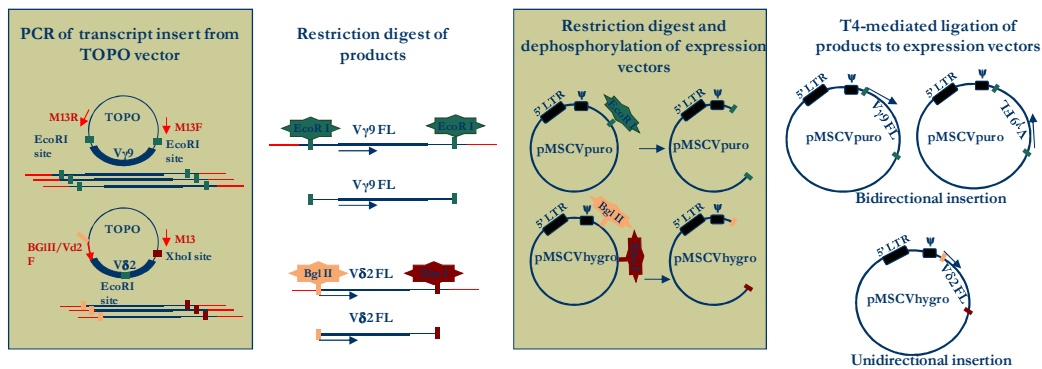 PCR of transcript insert from
TOPO vector
M13R
TOPO
M13F
EcoRI
site
Vγ9
EcoRI
site
TOPO
M13
BGlII/Vd2
F
Vδ2
XhoI site
EcoRI
site
Restriction digest of
products
EcoR I
Vγ9 FL
EcoR I
Vγ9 FL
Bgl II
Vδ2 FL
Xho I
Vδ2 FL
Restriction digest and
dephosphorylation of expression
vectors
5' LTR
Ψ
EcoR I
pMSCVpuro
5' LTR
Ψ
pMSCVpuro
5' LTR
Ψ
Bgl II
Xho I
pMSCVhygro
5' LTR
Ψ
pMSCVhygro
T4-mediated ligation of
products to expression vectors
5' LTR
Ψ
Vγ9 FL
pMSCVpuro
5' LTR
Ψ
Vγ9 FL
pMSCVpuro
Bidirectional insertion
5' LTR
Ψ
Vδ2 FL
pMSCVhygro
Unidirectional insertion